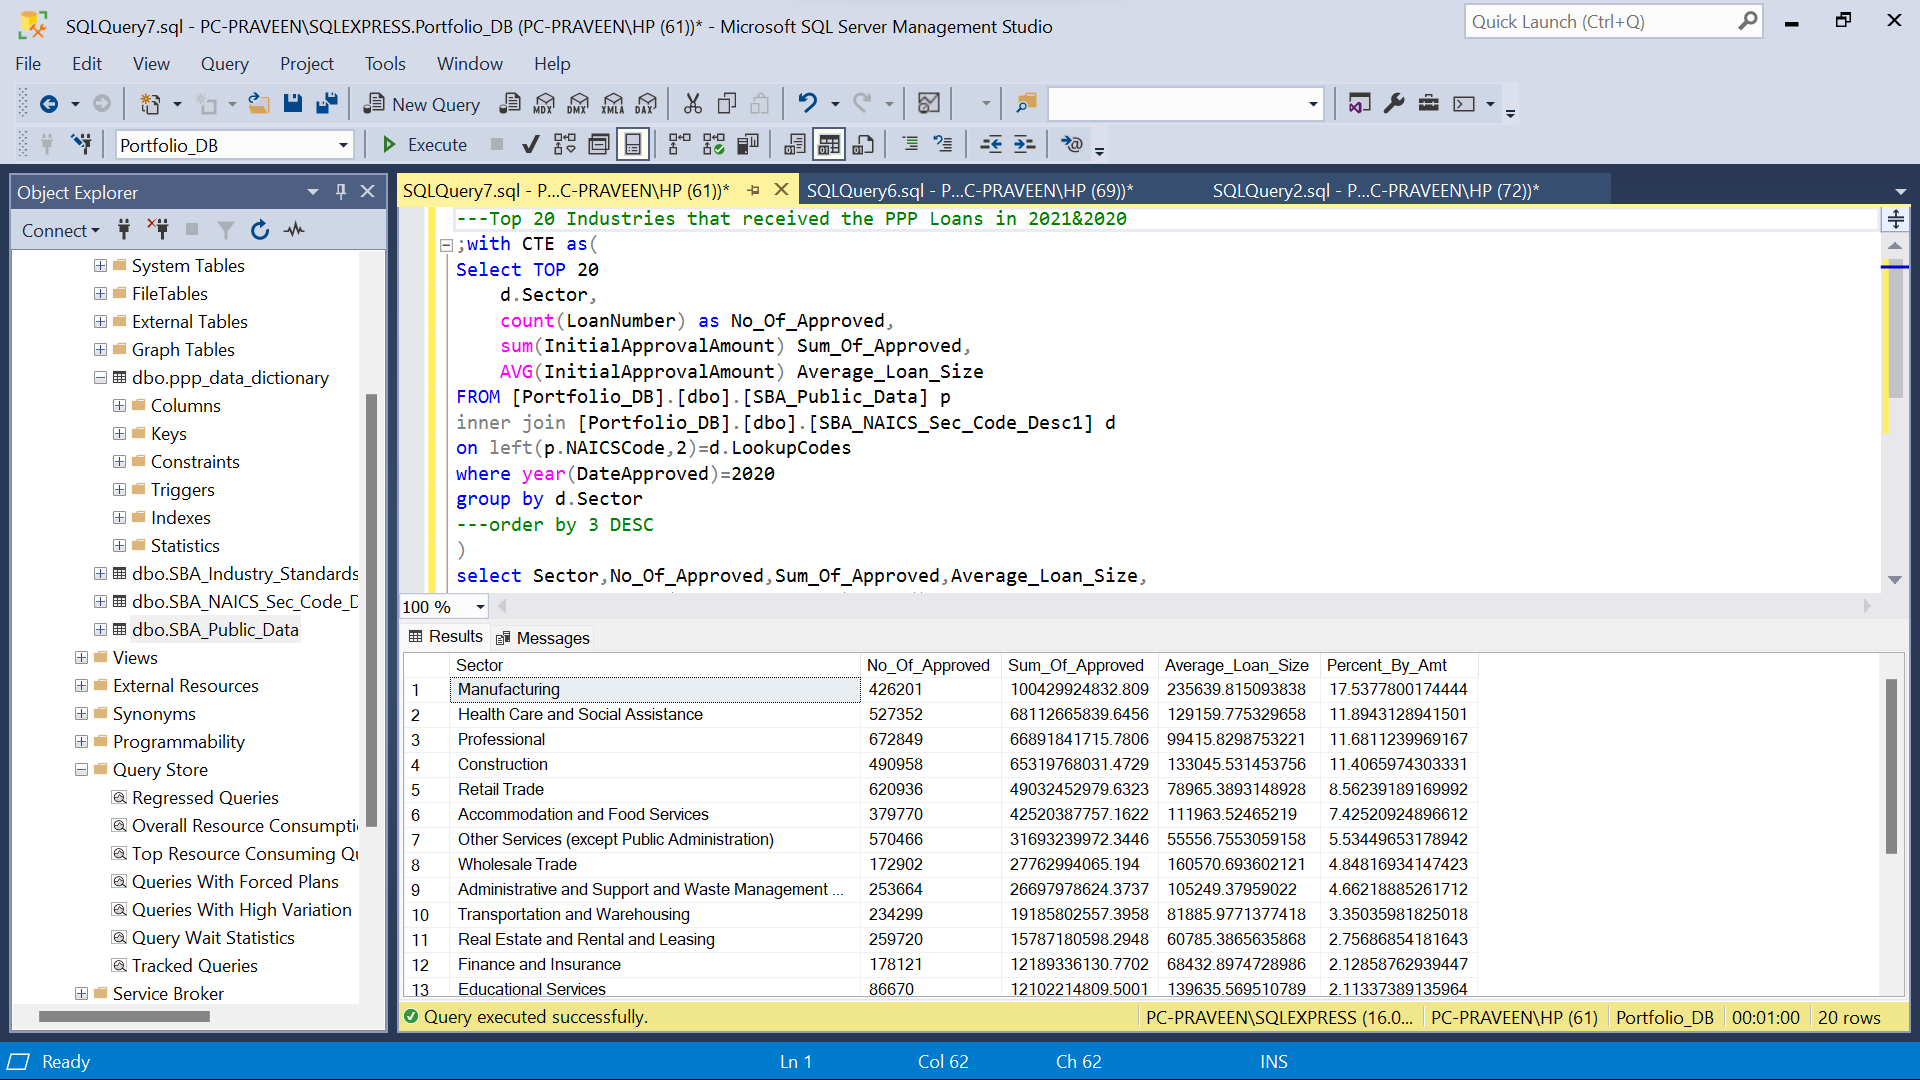 SQLQuery7.sql - PC-PRAVEEN\SQLEXPRESS.Portfolio_DB (PC-PRAVEEN\HP (61))* - Microsoft SQL Server Management Studio
Quick Launch (Ctrl+Q)
File Edit View Query Project Tools Window Help
New Query MDX DMX XMLA DAX
Portfolio_DB Execute
Object Explorer
Connect
System Tables
FileTables
External Tables
Graph Tables
dbo.ppp_data_dictionary
Columns
Keys
Constraints
Triggers
Indexes
Statistics
dbo.SBA_Industry_Standards
dbo.SBA_NAICS_Sec_Code_D
dbo.SBA_Public_Data
Views
External Resources
Synonyms
Programmability
Query Store
Regressed Queries
Overall Resource Consumpti
Top Resource Consuming Qu
Queries With Forced Plans
Queries With High Variation
Query Wait Statistics
Tracked Queries
Service Broker
SQLQuery7.sql - P...C-PRAVEEN\HP (61))* SQLQuery6.sql - P...C-PRAVEEN\HP (69))* SQLQuery2.sql - P...C-PRAVEEN\HP (72))*
---Top 20 Industries that received the PPP Loans in 2021&2020
;with CTE as(
Select TOP 20
d.Sector,
count(LoanNumber) as No_Of_Approved,
sum(InitialApprovalAmount) Sum_Of_Approved,
AVG(InitialApprovalAmount) Average_Loan_Size
FROM [Portfolio_DB].[dbo].[SBA_Public_Data] p
inner join [Portfolio_DB].[dbo].[SBA_NAICS_Sec_Code_Desc1] d
on left(p.NAICSCode,2)=d.LookupCodes
where year(DateApproved)=2020
group by d.Sector
---order by 3 DESC
)
select Sector,No_Of_Approved,Sum_Of_Approved,Average_Loan_Size,
100 %
Results Messages
Sector No_Of_Approved Sum_Of_Approved Average_Loan_Size Percent_By_Amt
1 Manufacturing 426201 100429924832.809 235639.815093838 17.5377800174444
2 Health Care and Social Assistance 527352 68112665839.6456 129159.775329658 11.8943128941501
3 Professional 672849 66891841715.7806 99415.8298753221 11.6811239969167
4 Construction 490958 65319768031.4729 133045.531453756 11.4065974303331
5 Retail Trade 620936 49032452979.6323 78965.3893148928 8.56239189169992
6 Accommodation and Food Services 379770 42520387757.1622 111963.52465219 7.42520924896612
7 Other Services (except Public Administration) 570466 31693239972.3446 55556.7553059158 5.53449653178942
8 Wholesale Trade 172902 27762994065.194 160570.693602121 4.84816934147423
9 Administrative and Support and Waste Management ... 253664 26697978624.3737 105249.37959022 4.66218885261712
10 Transportation and Warehousing 234299 19185802557.3958 81885.9771377418 3.35035981825018
11 Real Estate and Rental and Leasing 259720 15787180598.2948 60785.3865635868 2.75686854181643
12 Finance and Insurance 178121 12189336130.7702 68432.8974728986 2.12858762939447
13 Educational Services 86670 12102214809.5001 139635.569510789 2.11337389135964
Query executed successfully. PC-PRAVEEN\SQLEXPRESS (16.0... PC-PRAVEEN\HP (61) Portfolio_DB 00:01:00 20 rows
Ready Ln 1 Col 62 Ch 62 INS